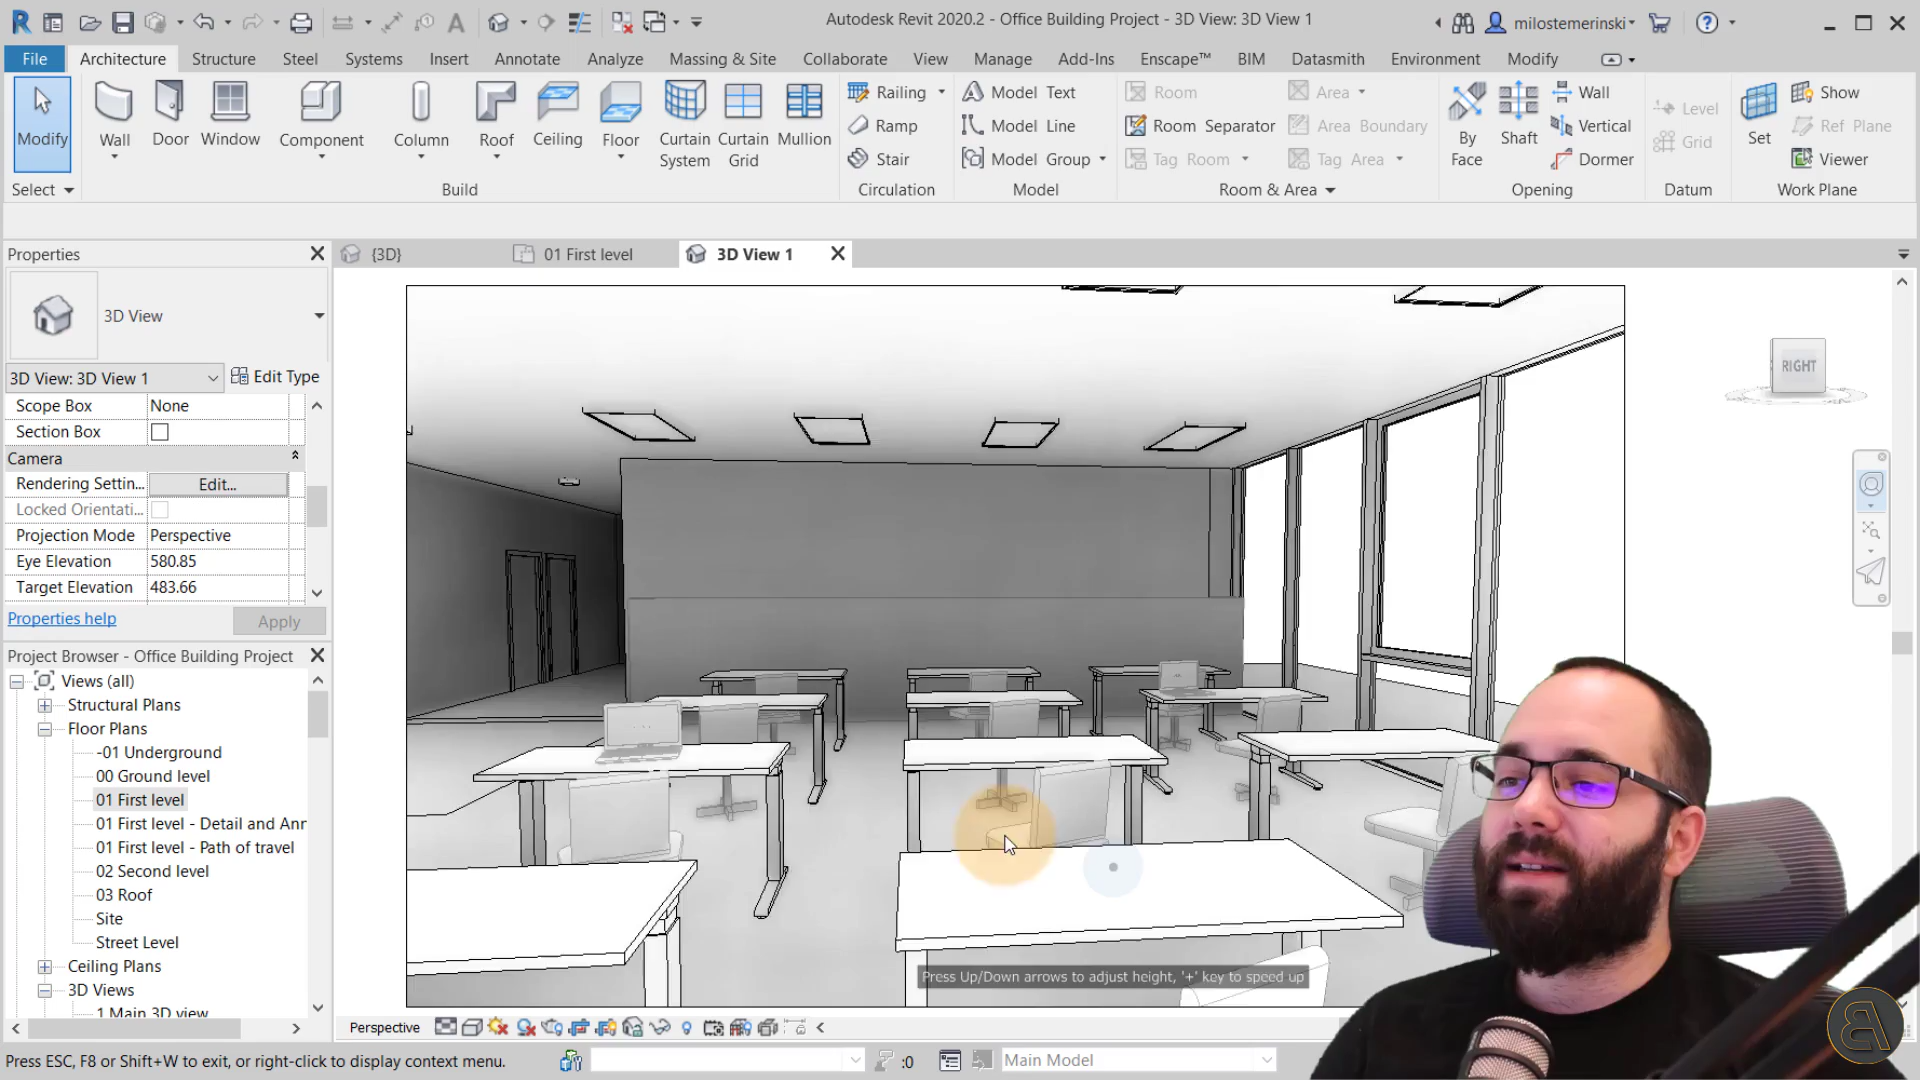 Autodesk Revit 2020.2 - Office Building Project - 3D View: 3D View 1
milostemerinski
File
Architecture
Structure
Steel
Systems
Insert
Annotate
Analyze
Massing & Site
Collaborate
View
Manage
Add-Ins
Enscape™
BIM
Datasmith
Environment
Modify
Modify
Wall
Door
Window
Component
Column
Roof
Ceiling
Floor
Curtain System
Curtain Grid
Mullion
Railing
Ramp
Stair
Model Text
Model Line
Model Group
Room
Room Separator
Tag Room
Area
Area Boundary
Tag Area
By Face
Shaft
Wall
Vertical
Dormer
Level
Grid
Set
Show
Ref Plane
Viewer
Select
Build
Circulation
Model
Room & Area
Opening
Datum
Work Plane
Properties
{3D}
01 First level
3D View 1
3D View
3D View: 3D View 1
Edit Type
Scope Box None
Section Box
Camera
Rendering Settin... Edit...
Locked Orientati...
Projection Mode Perspective
Eye Elevation 580.85
Target Elevation 483.66
Properties help
Apply
Project Browser - Office Building Project
Views (all)
Structural Plans
Floor Plans
-01 Underground
00 Ground level
01 First level
01 First level - Detail and Anr
01 First level - Path of travel
02 Second level
03 Roof
Site
Street Level
Ceiling Plans
3D Views
1 Main 3D view
RIGHT
Press Up/Down arrows to adjust height, '+' key to speed up
Perspective
Press ESC, F8 or Shift+W to exit, or right-click to display context menu.
:0
Main Model